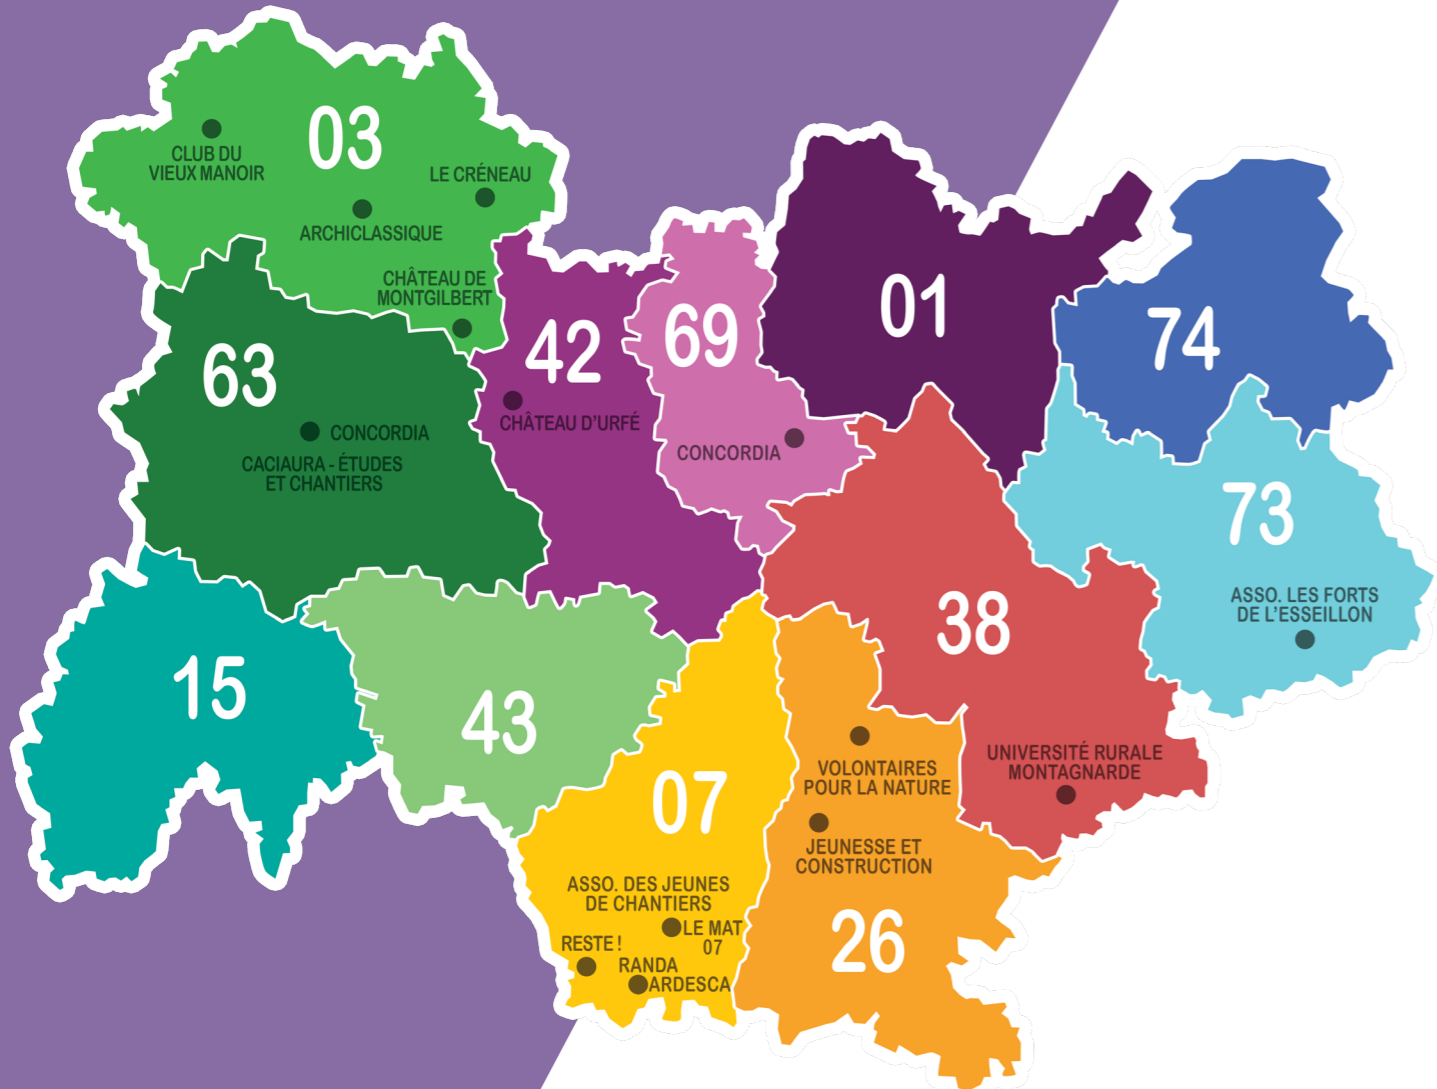 03
CLUB DU
VIEUX MANOIR
LE CRÉNEAU
ARCHICLASSIQUE
CHÂTEAU DE
MONTGILBERT
01
74
69
42
63
CHÂTEAU D'URFÉ
CONCORDIA
CACIAURA - ÉTUDES
ET CHANTIERS
CONCORDIA
73
ASSO. LES FORTS
DE L'ESSEILLON
38
15
43
UNIVERSITÉ RURALE
MONTAGNARDE
VOLONTAIRES
POUR LA NATURE
JEUNESSE ET
CONSTRUCTION
26
07
ASSO. DES JEUNES
DE CHANTIERS
LE MAT
07
RESTE !
RANDA
ARDESCA